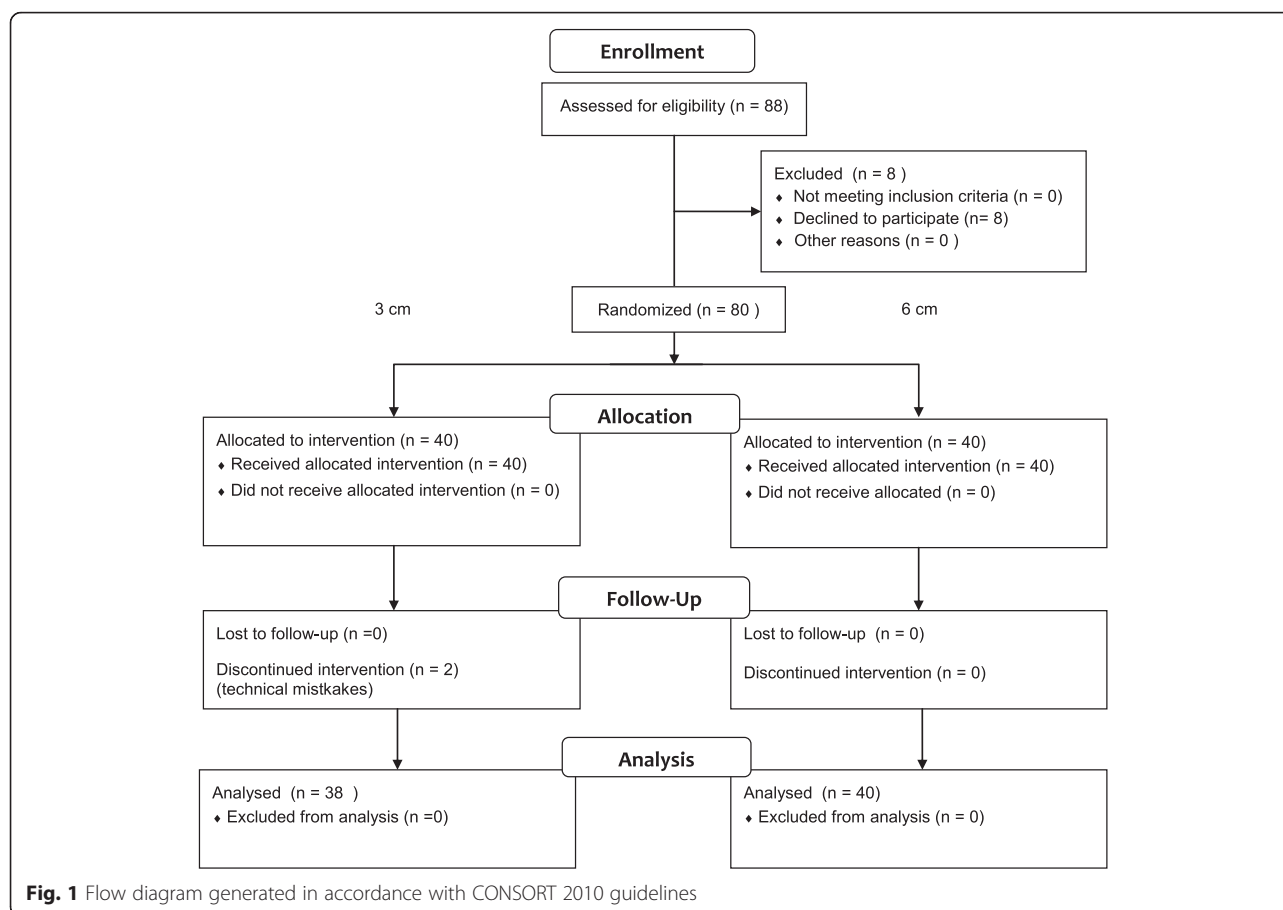 Enrollment
Assessed for eligibility (n = 88)
Excluded (n = 8 )
♦ Not meeting inclusion criteria (n = 0)
♦ Declined to participate (n= 8)
♦ Other reasons (n = 0 )
3 cm
Randomized (n = 80 )
6 cm
Allocation
Allocated to intervention (n = 40)
♦ Received allocated intervention (n = 40)
♦ Did not receive allocated intervention (n = 0)
Allocated to intervention (n = 40)
♦ Received allocated intervention (n = 40)
♦ Did not receive allocated (n = 0)
Follow-Up
Lost to follow-up (n =0)
Discontinued intervention (n = 2)
(technical mistkakes)
Lost to follow-up (n = 0)
Discontinued intervention (n = 0)
Analysis
Analysed (n = 38 )
♦ Excluded from analysis (n =0)
Analysed (n = 40)
♦ Excluded from analysis (n = 0)
Fig. 1 Flow diagram generated in accordance with CONSORT 2010 guidelines